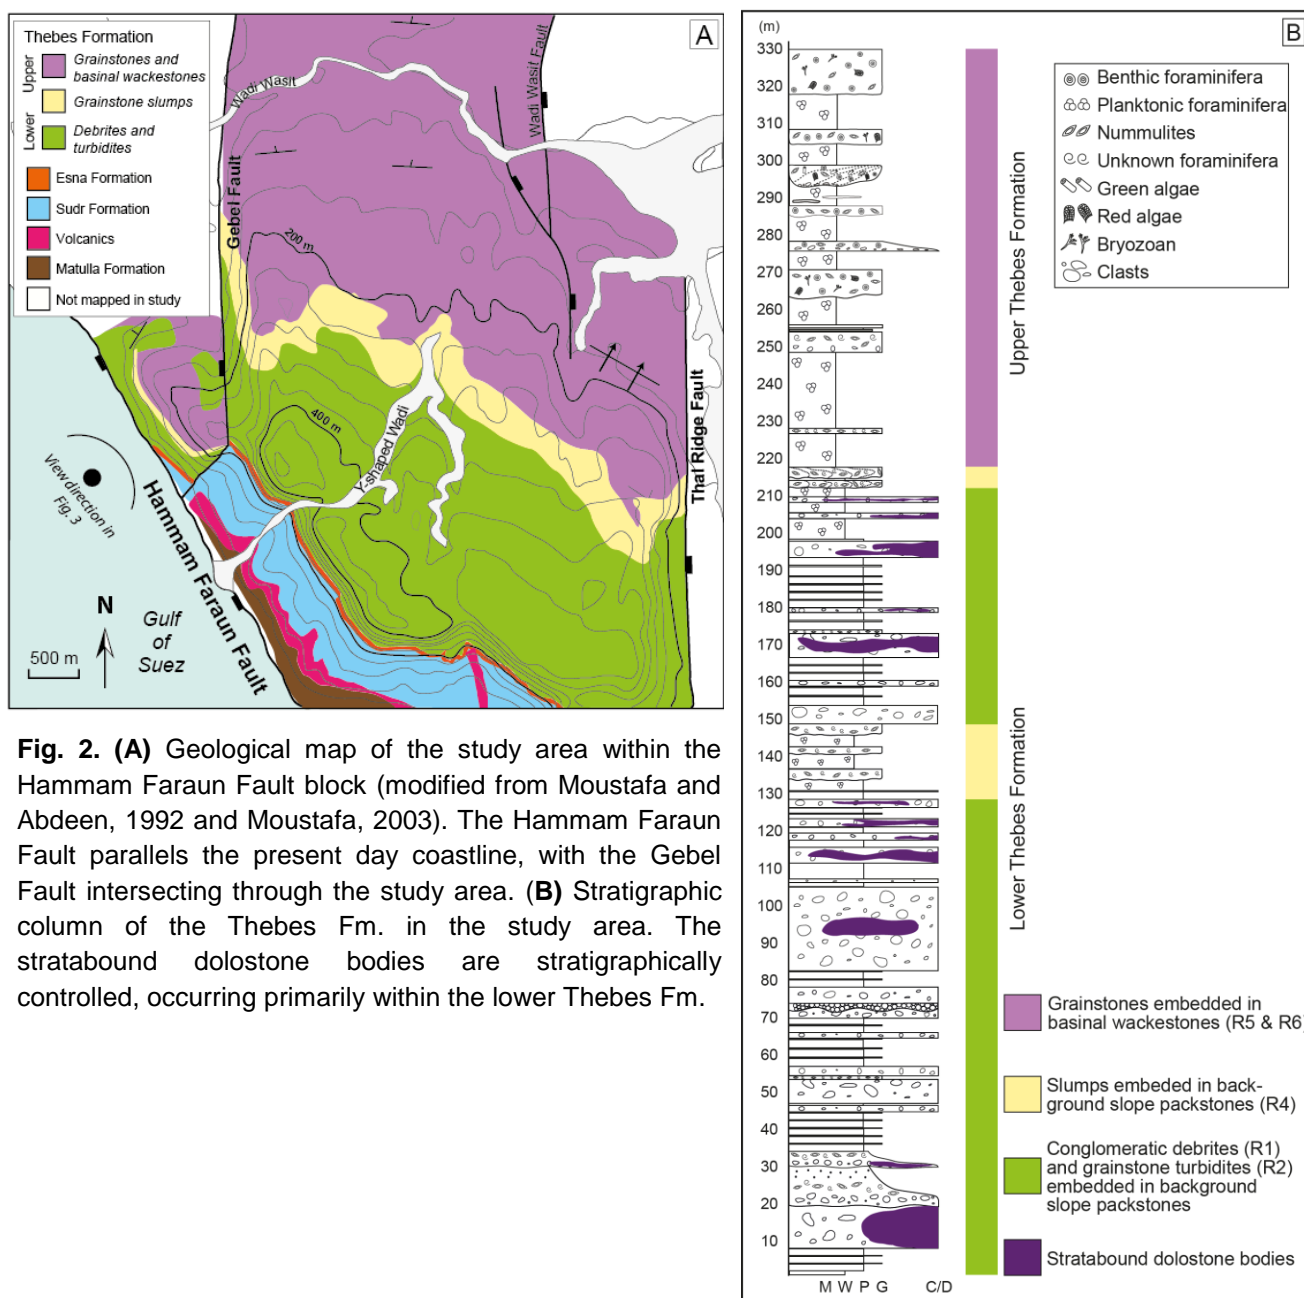 Thebes Formation
Upper
Grainstones and
basinal wackestones
Grainstone slumps
Lower
Debrites and
turbidites
Esna Formation
Sudr Formation
Volcanics
Matulla Formation
Not mapped in study
A
Wadi Wasit
Wadi Wasit Fault
Gebel Fault
200 m
400 m
Y-shaped Wadi
Thal Ridge Fault
View direction in
Fig. 3
Hammam Faraun Fault
N
Gulf
of
Suez
500 m
Fig. 2. (A) Geological map of the study area within the
Hammam Faraun Fault block (modified from Moustafa and
Abdeen, 1992 and Moustafa, 2003). The Hammam Faraun
Fault parallels the present day coastline, with the Gebel
Fault intersecting through the study area. (B) Stratigraphic
column of the Thebes Fm. in the study area. The
stratabound dolostone bodies are stratigraphically
controlled, occurring primarily within the lower Thebes Fm.
(m)
B
330
320
310
300
290
280
270
260
250
240
230
220
210
200
190
180
170
160
150
140
130
120
110
100
90
80
70
60
50
40
30
20
10
M W P G C/D
Upper Thebes Formation
Lower Thebes Formation
Benthic foraminifera
Planktonic foraminifera
Nummulites
Unknown foraminifera
Green algae
Red algae
Bryozoan
Clasts
Grainstones embedded in
basinal wackestones (R5 & R6)
Slumps embeded in back-
ground slope packstones (R4)
Conglomeratic debrites (R1)
and grainstone turbidites (R2)
embedded in background
slope packstones
Stratabound dolostone bodies